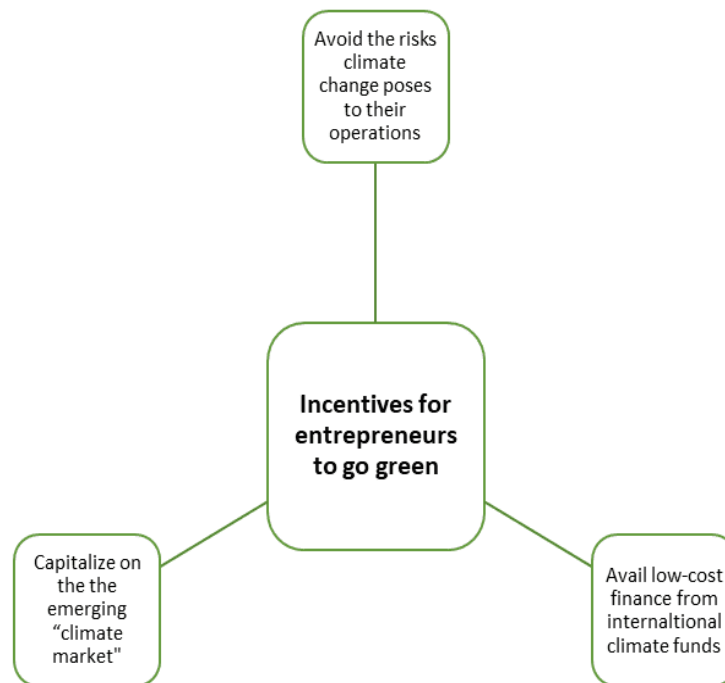 Avoid the risks
climate
change poses
to their
operations
Incentives for
entrepreneurs
to go green
Capitalize on
the the
emerging
“climate
market"
Avail low-cost
finance from
internaltional
climate funds